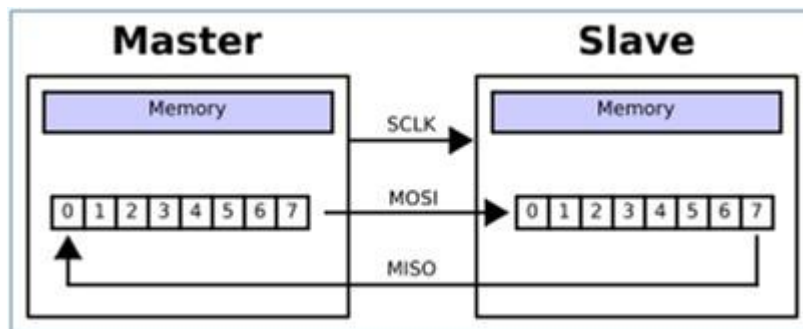 Master Slave
Memory Memory
SCLK
0 1 2 3 4 5 6 7 MOSI 0 1 2 3 4 5 6 7
MISO